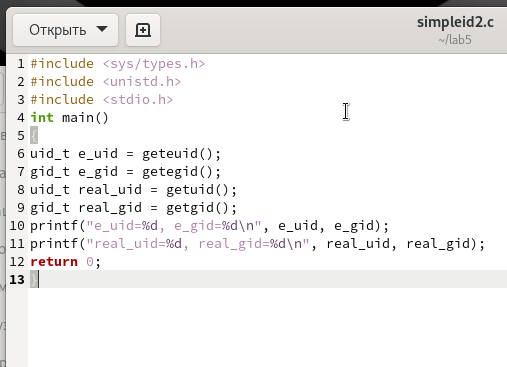 Открыть
simpleid2.c
~/lab5
1 #include <sys/types.h>
2 #include <unistd.h>
3 #include <stdio.h>
4 int main()
5 {
6 uid_t e_uid = geteuid();
7 gid_t e_gid = getegid();
8 uid_t real_uid = getuid();
9 gid_t real_gid = getgid();
10 printf("e_uid=%d, e_gid=%d\n", e_uid, e_gid);
11 printf("real_uid=%d, real_gid=%d\n", real_uid, real_gid);
12 return 0;
13 }